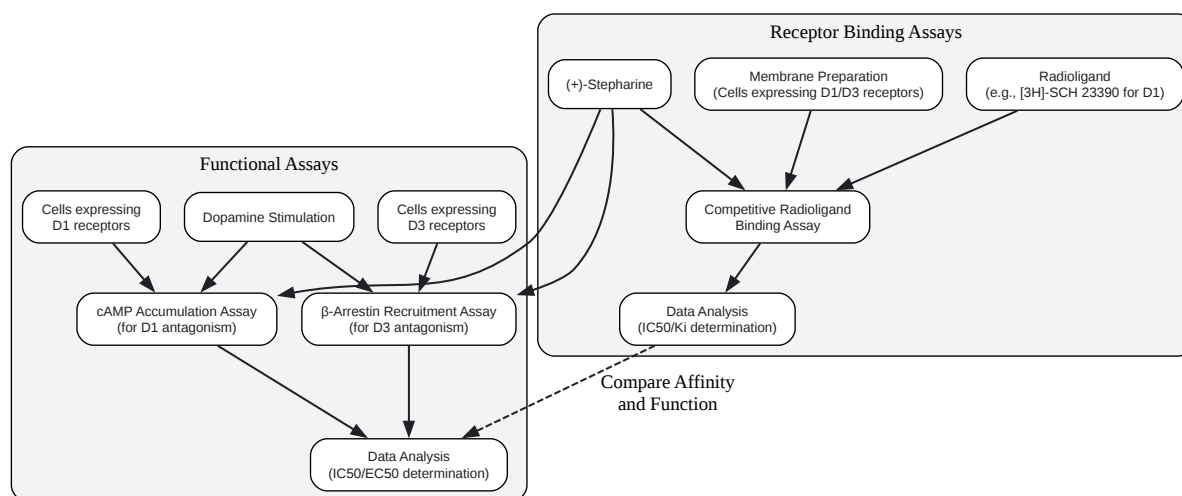 Receptor Binding Assays
(+)-Stepharine
Membrane Preparation
(Cells expressing D1/D3 receptors)
Radioligand
(e.g., [3H]-SCH 23390 for D1)
Functional Assays
Cells expressing
D1 receptors
Dopamine Stimulation
Cells expressing
D3 receptors
Competitive Radioligand
Binding Assay
cAMP Accumulation Assay
(for D1 antagonism)
β-Arrestin Recruitment Assay
(for D3 antagonism)
Data Analysis
(IC50/Ki determination)
Compare Affinity
and Function
Data Analysis
(IC50/EC50 determination)